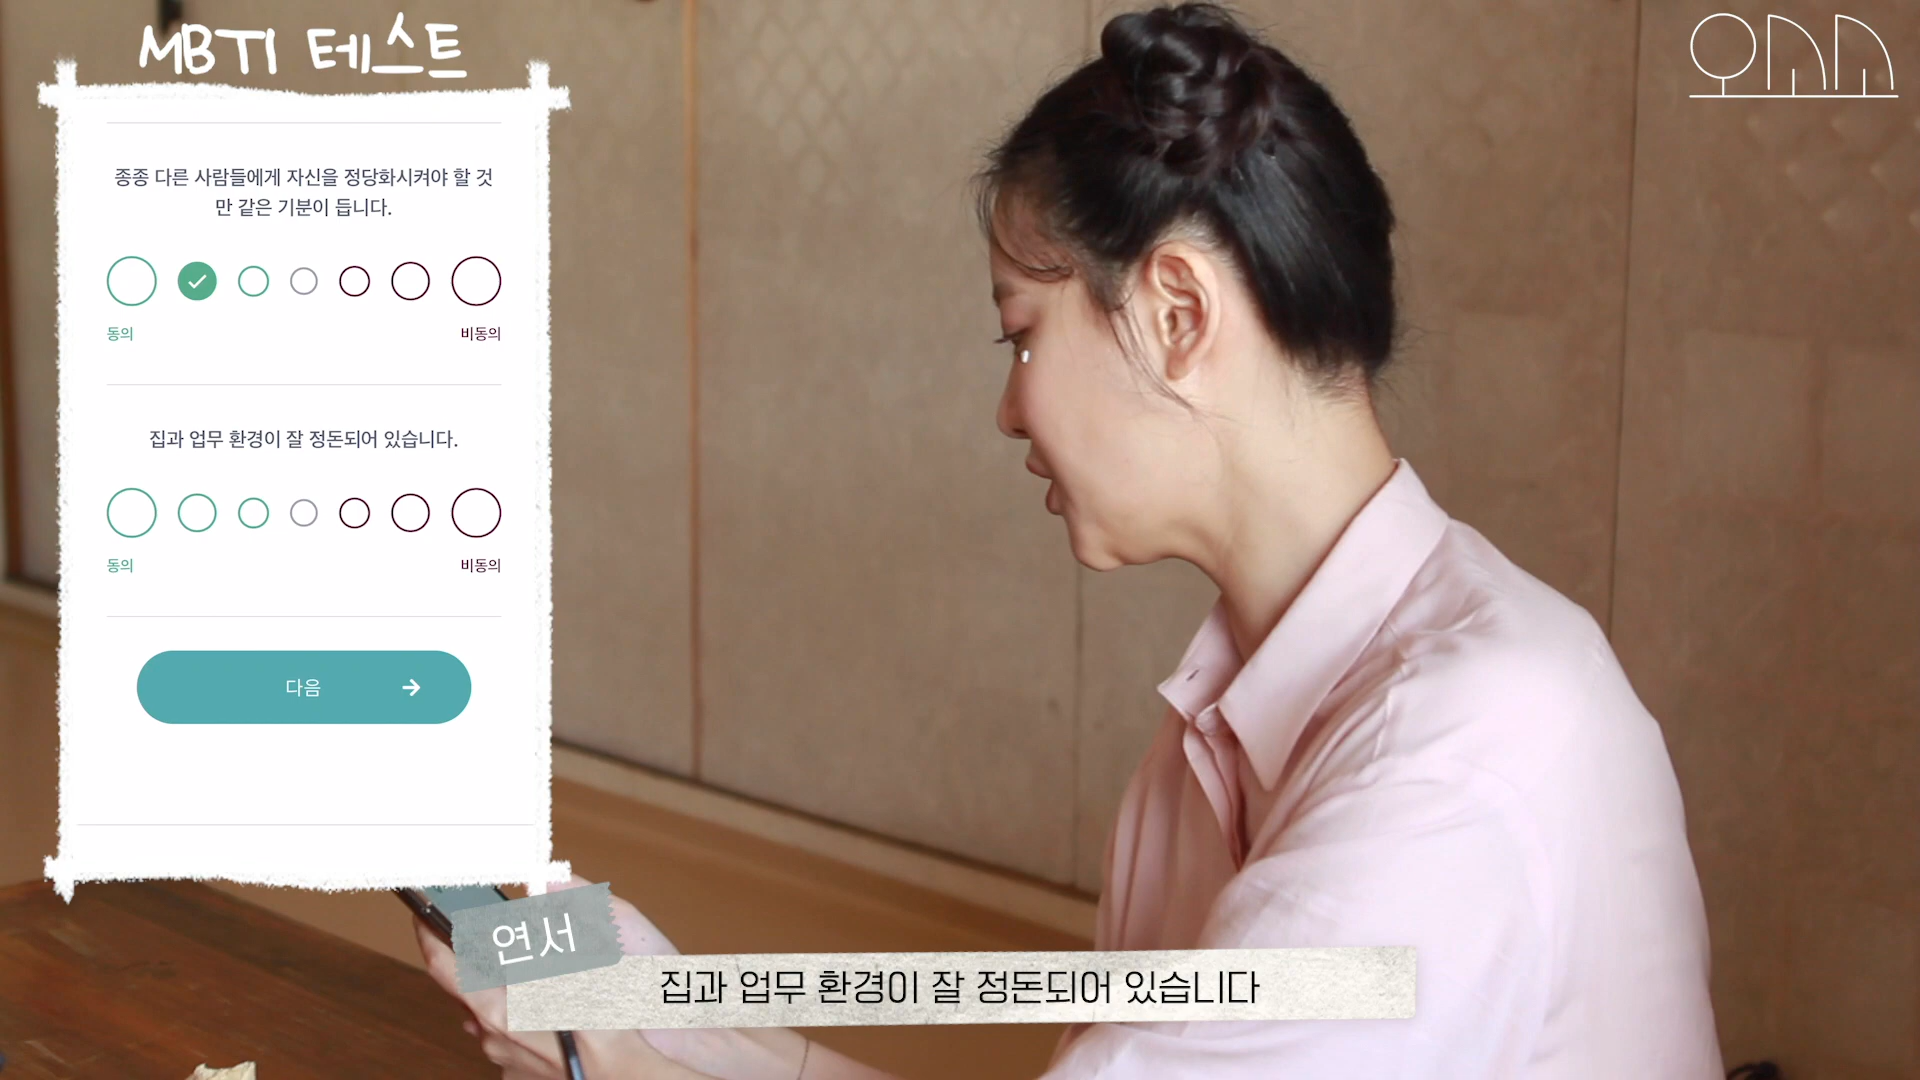 MBTI 테스트
종종 다른 사람들에게 자신을 정당화시켜야 할 것
만 같은 기분이 듭니다.
동의 비동의
집과 업무 환경이 잘 정돈되어 있습니다.
동의 비동의
다음
연서
집과 업무 환경이 잘 정돈되어 있습니다